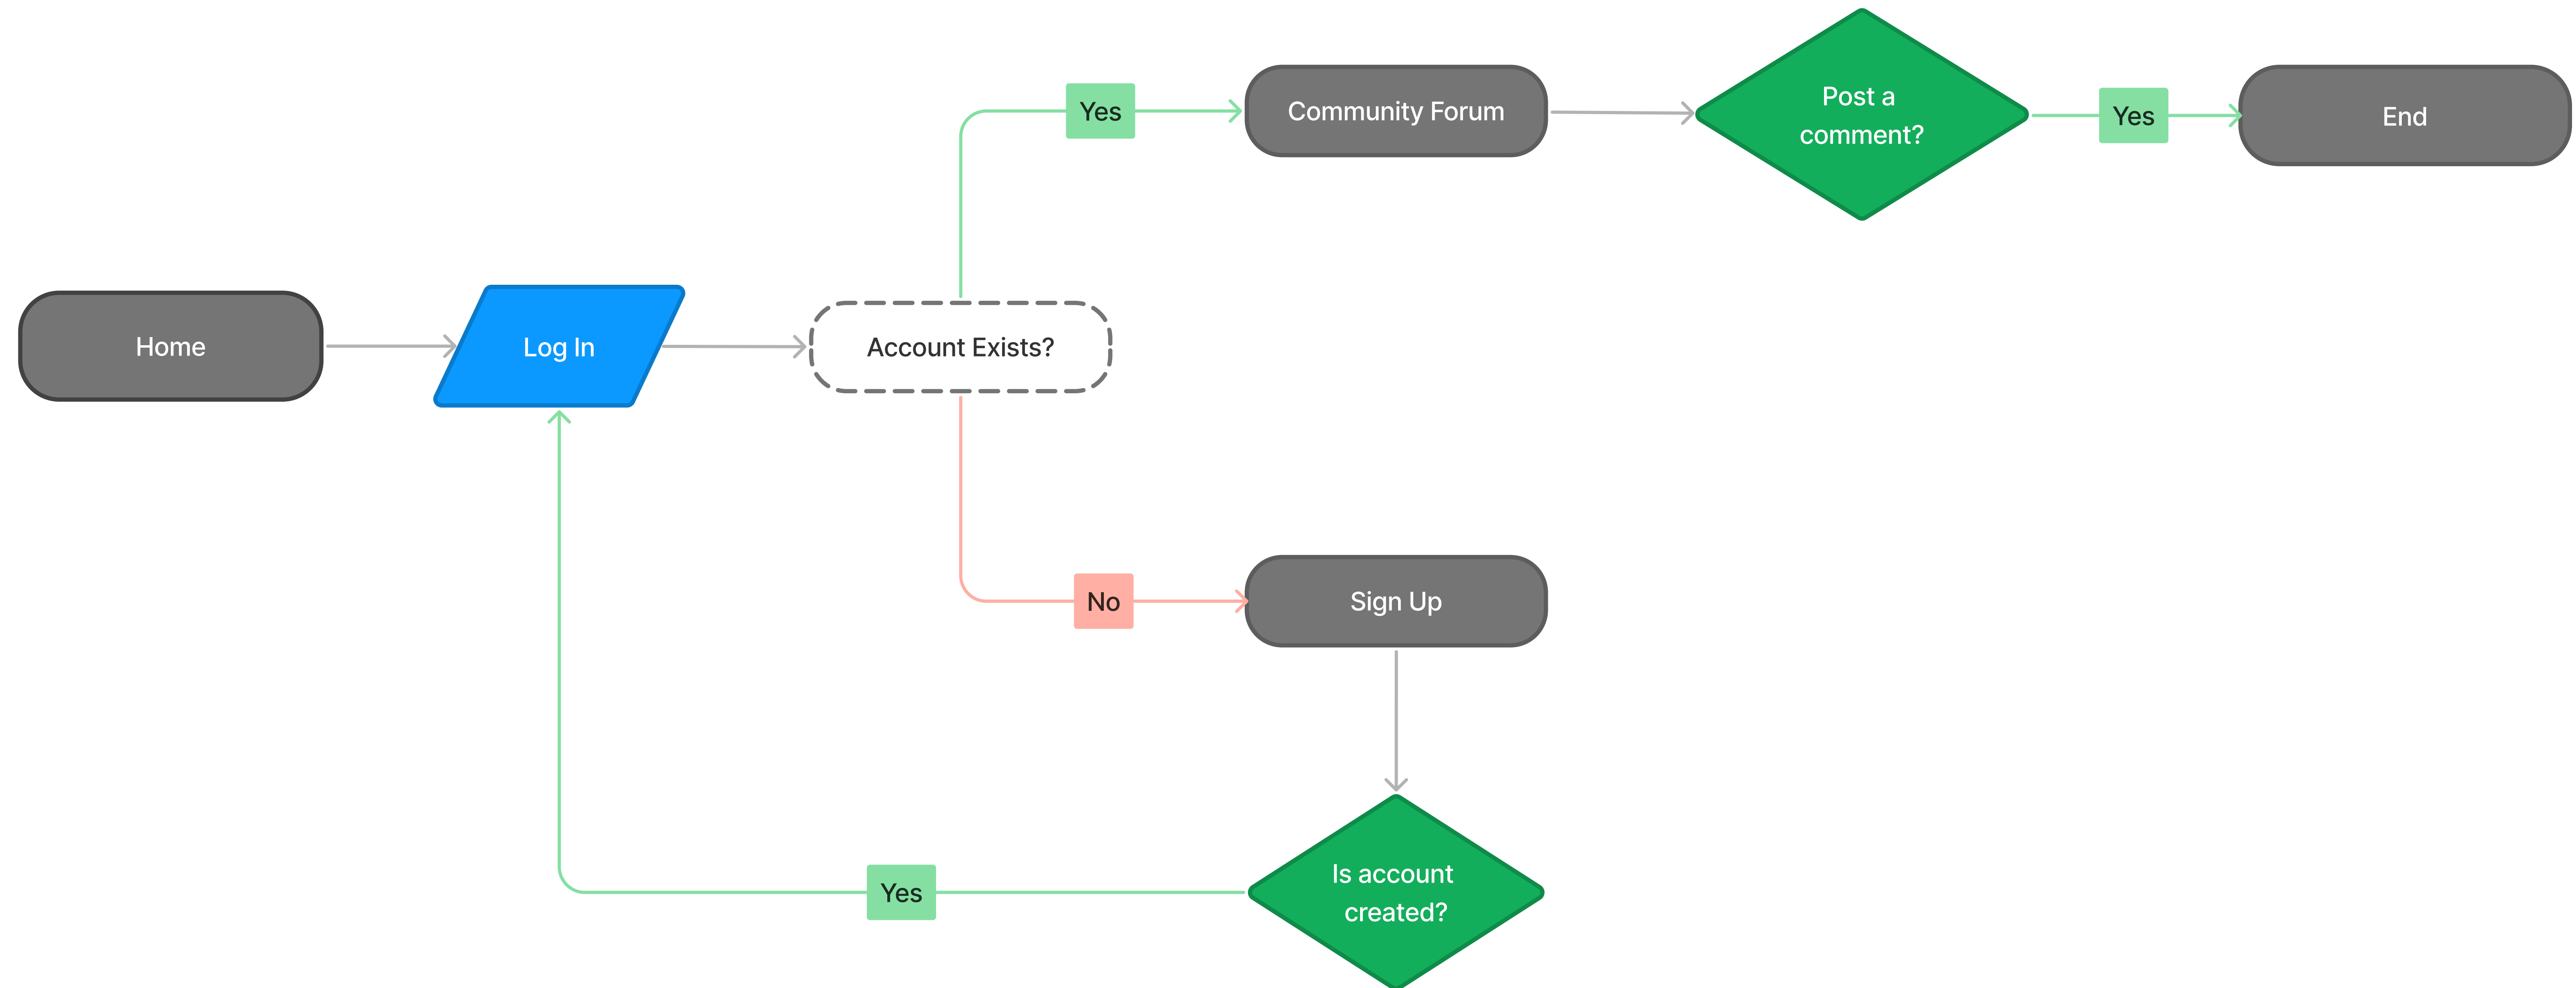 Yes
Community Forum
Post a
comment?
Yes
End
Home
Log In
Account Exists?
No
Sign Up
Is account
created?
Yes